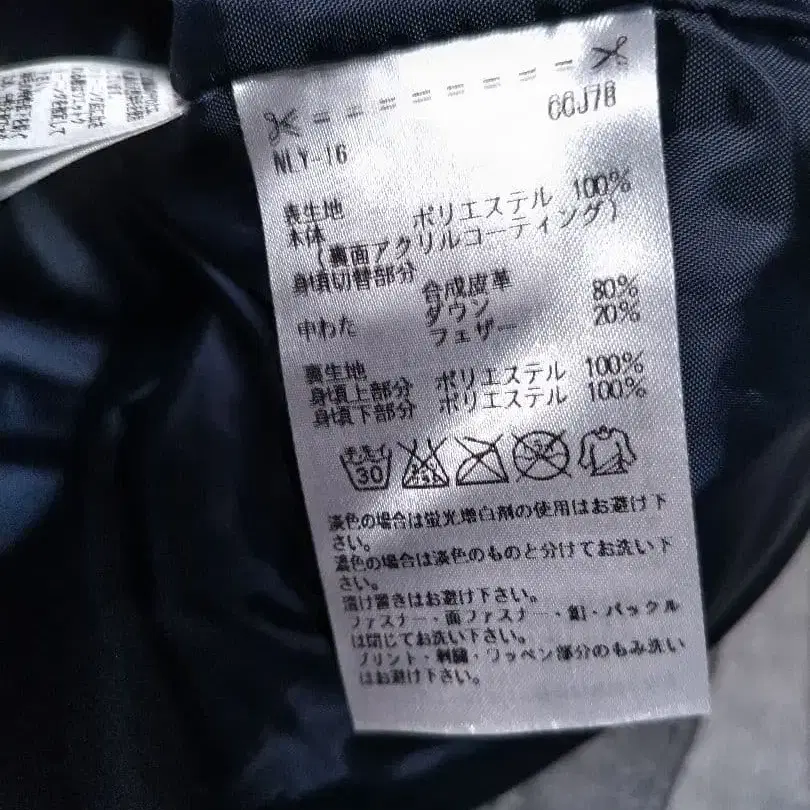 66J78
NLY-16
表生地
本体 ポリエステル 100%
(裏面アクリルコーティング)
身頃切替部分
合成皮革
中わた ダウン 80%
フェザー 20%
裏生地
身頃上部分 ポリエステル 100%
身頃下部分 ポリエステル 100%
手洗イ
30
淡色の場合は蛍光増白剤の使用はお避け下
さい。
濃色の場合は淡色のものと分けてお洗い下
さい。
漬け置きはお避け下さい。
ファスナー・面ファスナー・釦・バックル
は閉じてお洗い下さい。
プリント・刺繍・ワッペン部分のもみ洗い
はお避け下さい。